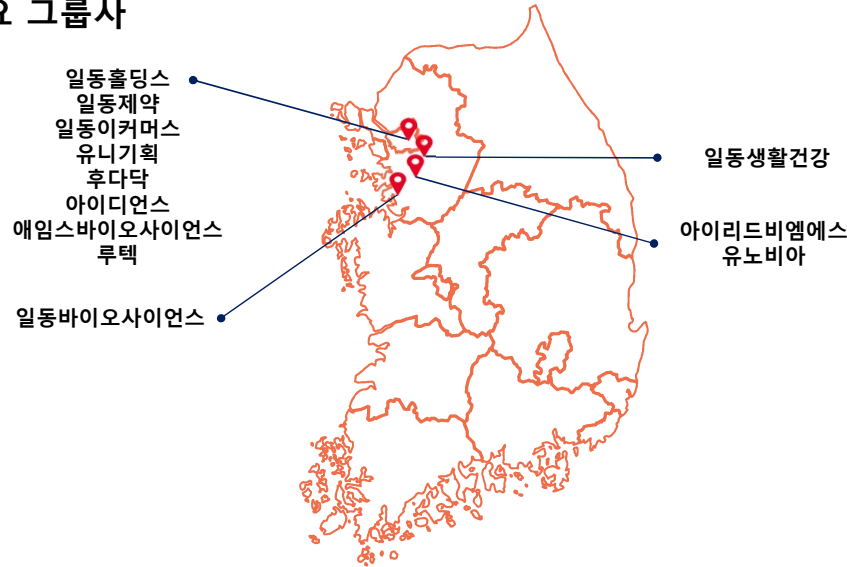 요 그룹사
일동홀딩스
일동제약
일동이커머스
유니기획
후다닥
아이디언스
애임스바이오사이언스
루텍
일동바이오사이언스
일동생활건강
아이리드비엠에스
유노비아